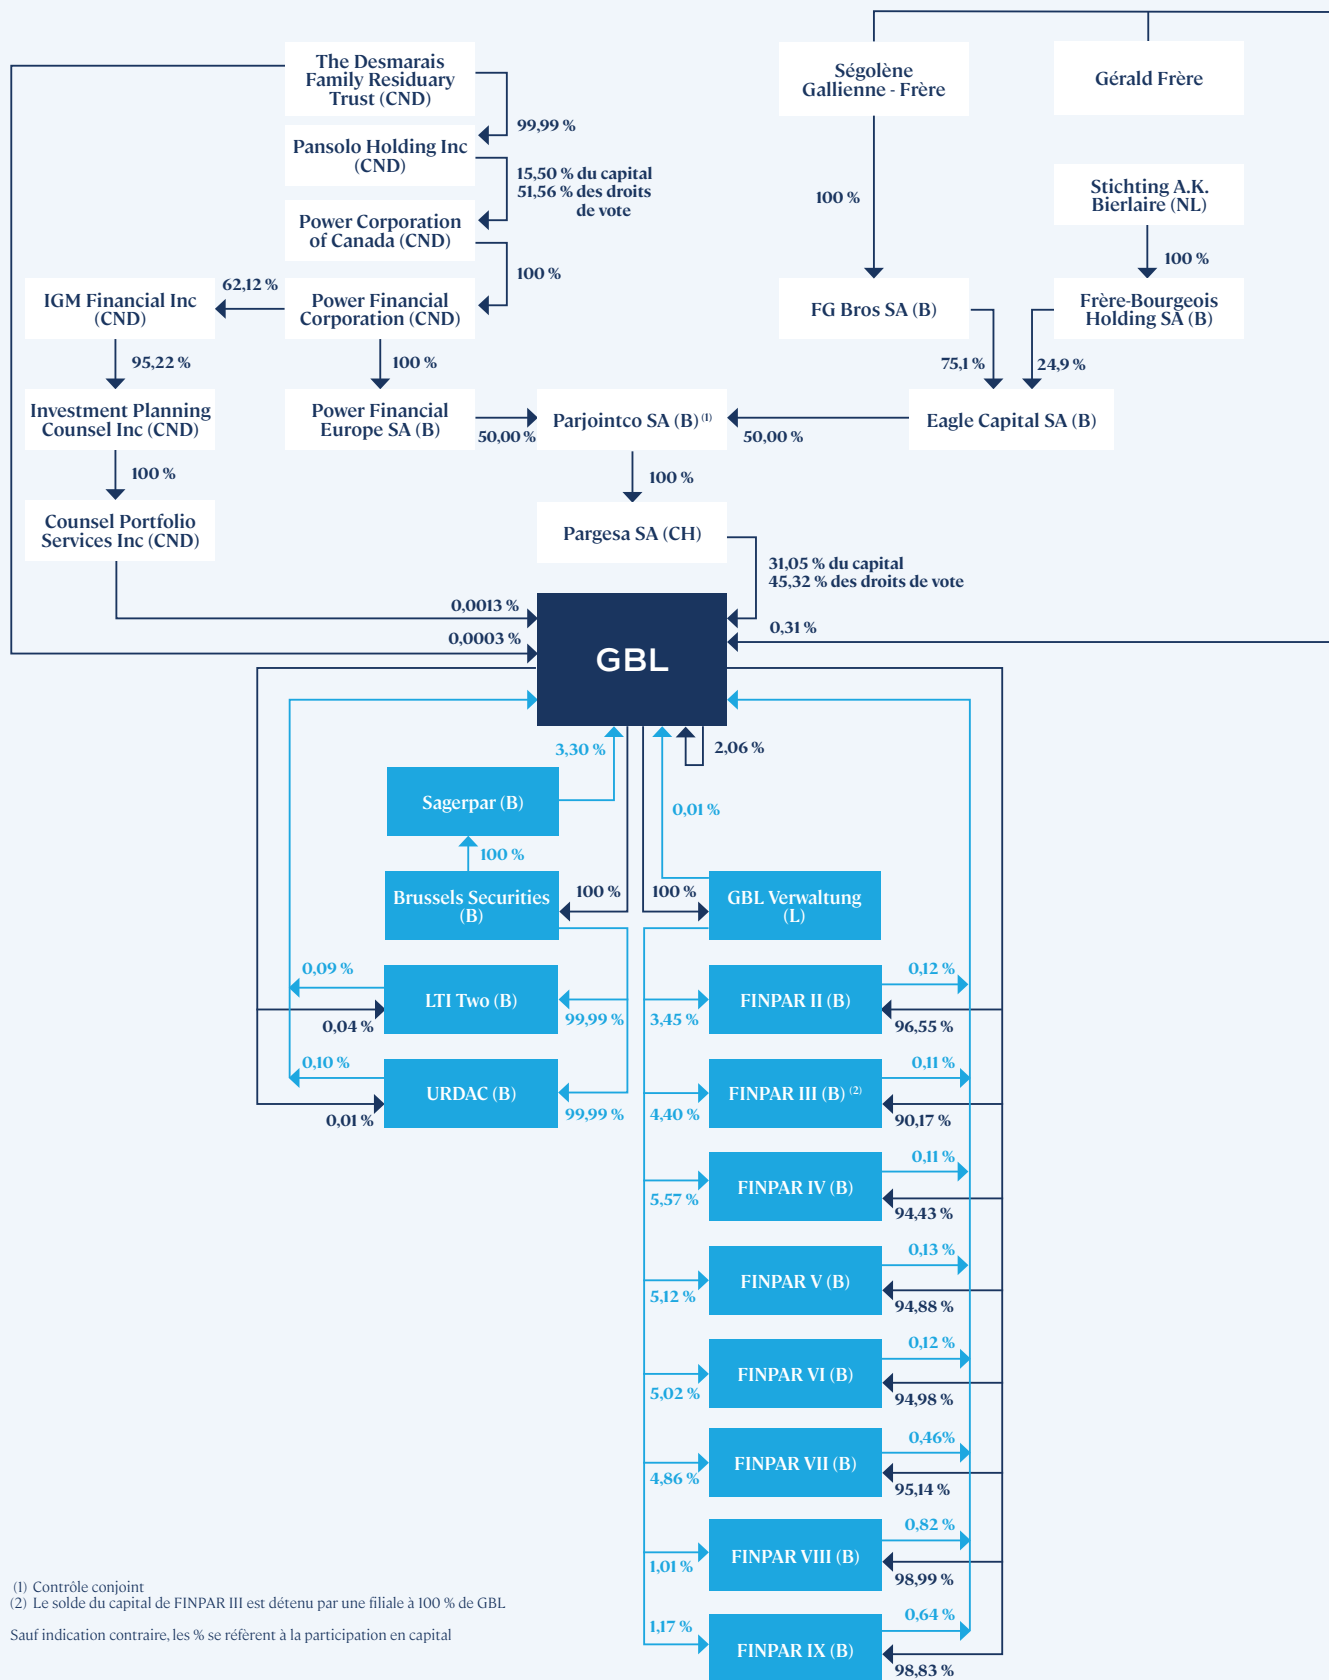 The Desmarais
Family Residuary
Trust (CND)
Ségolène
Gallienne - Frère
Gérald Frère
99,99 %
Pansolo Holding Inc
(CND)
15,50 % du capital
51,56 % des droits
de vote
100 %
Stichting A.K.
Bierlaire (NL)
Power Corporation
of Canada (CND)
100 %
100 %
62,12 %
IGM Financial Inc
(CND)
Power Financial
Corporation (CND)
FG Bros SA (B)
Frère-Bourgeois
Holding SA (B)
95,22 %
100 %
75,1 %
24,9 %
Investment Planning
Counsel Inc (CND)
Power Financial
Europe SA (B)
50,00 %
Parjointco SA (B) (1)
50,00 %
Eagle Capital SA (B)
100 %
100 %
Counsel Portfolio
Services Inc (CND)
Pargesa SA (CH)
31,05 % du capital
45,32 % des droits de vote
0,0013 %
0,0003 %
0,31 %
GBL
3,30 %
2,06 %
Sagerpar (B)
0,01 %
100 %
Brussels Securities
(B)
100 %
100 %
GBL Verwaltung
(L)
0,09 %
LTI Two (B)
0,04 %
99,99 %
3,45 %
FINPAR II (B)
0,12 %
96,55 %
0,10 %
URDAC (B)
0,01 %
99,99 %
4,40 %
FINPAR III (B) (2)
0,11 %
90,17 %
5,57 %
FINPAR IV (B)
0,11 %
94,43 %
5,12 %
FINPAR V (B)
0,13 %
94,88 %
5,02 %
FINPAR VI (B)
0,12 %
94,98 %
4,86 %
FINPAR VII (B)
0,46%
95,14 %
1,01 %
FINPAR VIII (B)
0,82 %
98,99 %
1,17 %
FINPAR IX (B)
0,64 %
98,83 %
(1) Contrôle conjoint
(2) Le solde du capital de FINPAR III est détenu par une filiale à 100 % de GBL
Sauf indication contraire, les % se réfèrent à la participation en capital